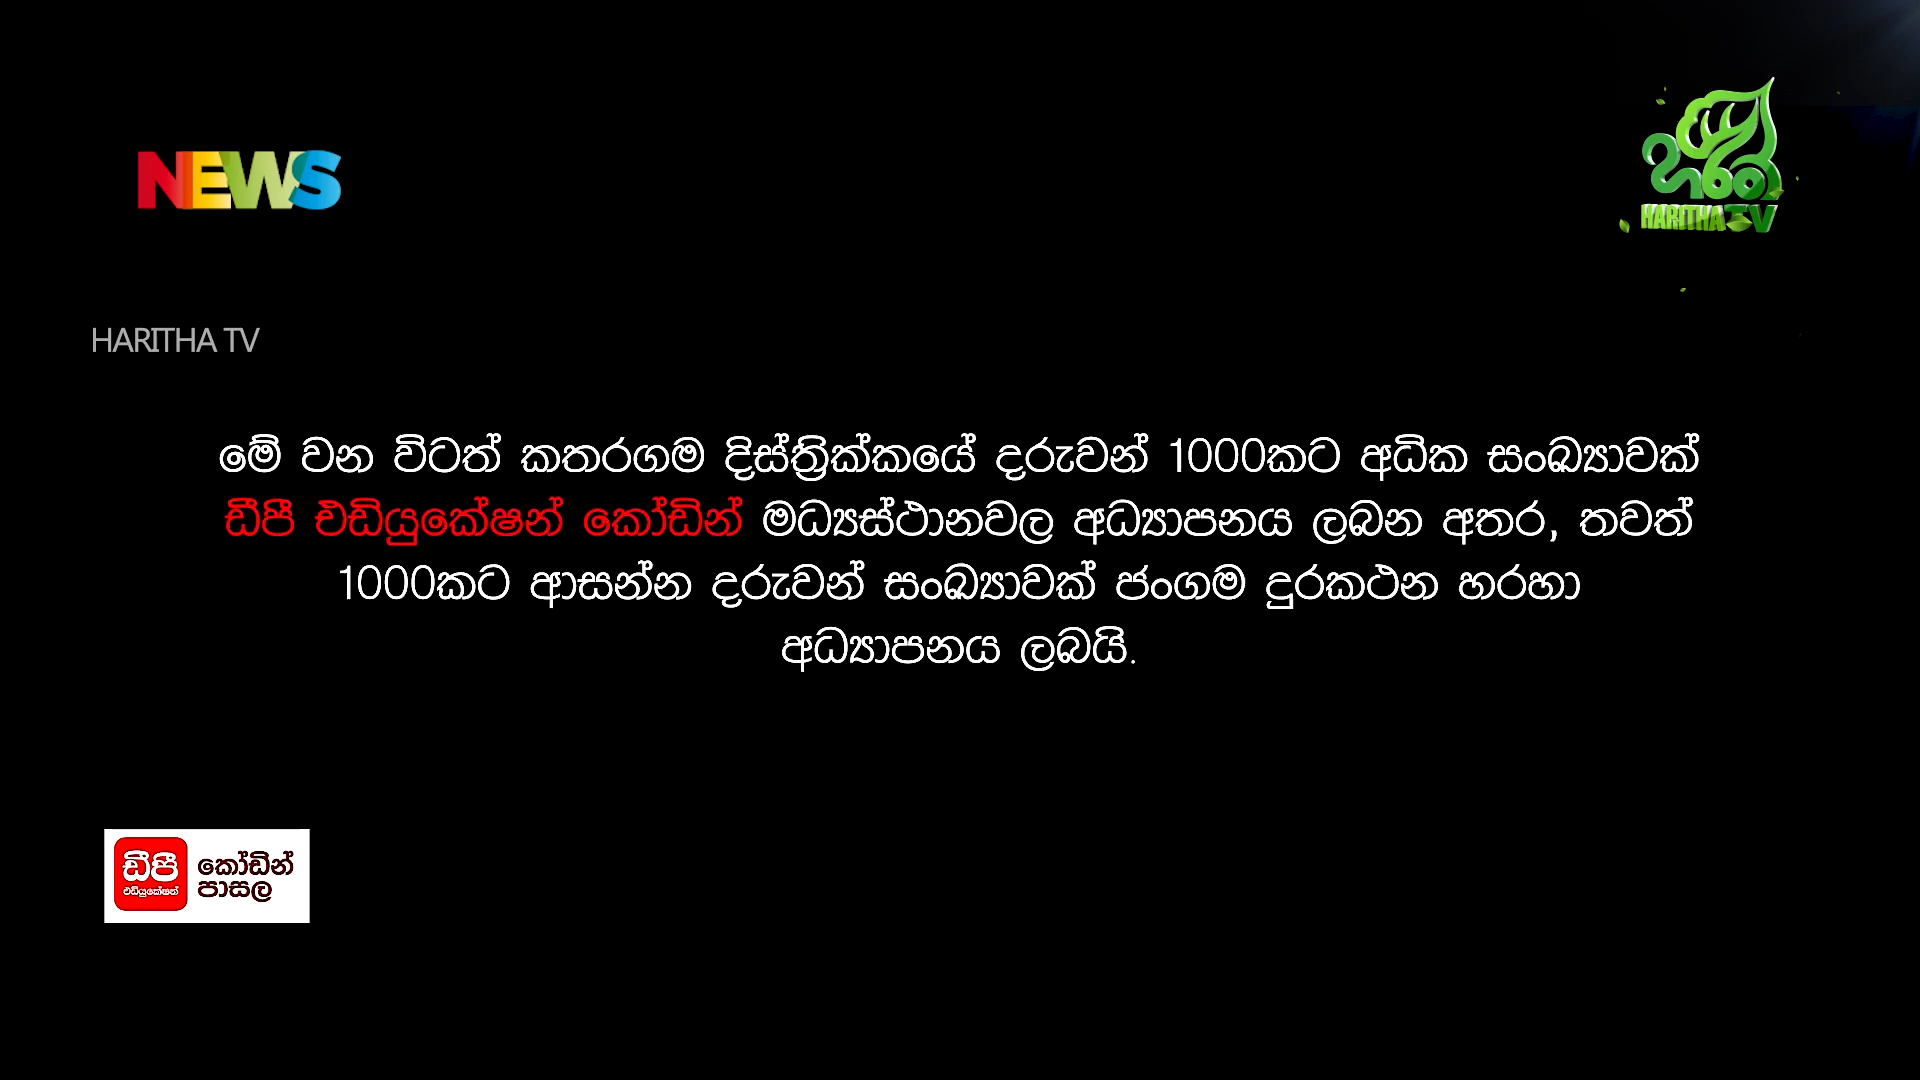 NEWS
හරිත
HARITHA TV
HARITHA TV
මේ වන විටත් කතරගම දිස්ත්‍රික්කයේ දරුවන් 1000කට අධික සංඛ්‍යාවක්
ඩීපී එඩියුකේෂන් කෝඩින් මධ්‍යස්ථානවල අධ්‍යාපනය ලබන අතර, තවත්
1000කට ආසන්න දරුවන් සංඛ්‍යාවක් ජංගම දුරකථන හරහා
අධ්‍යාපනය ලබයි.
ඩීපී
එඩියුකේෂන්
කෝඩින්
පාසල